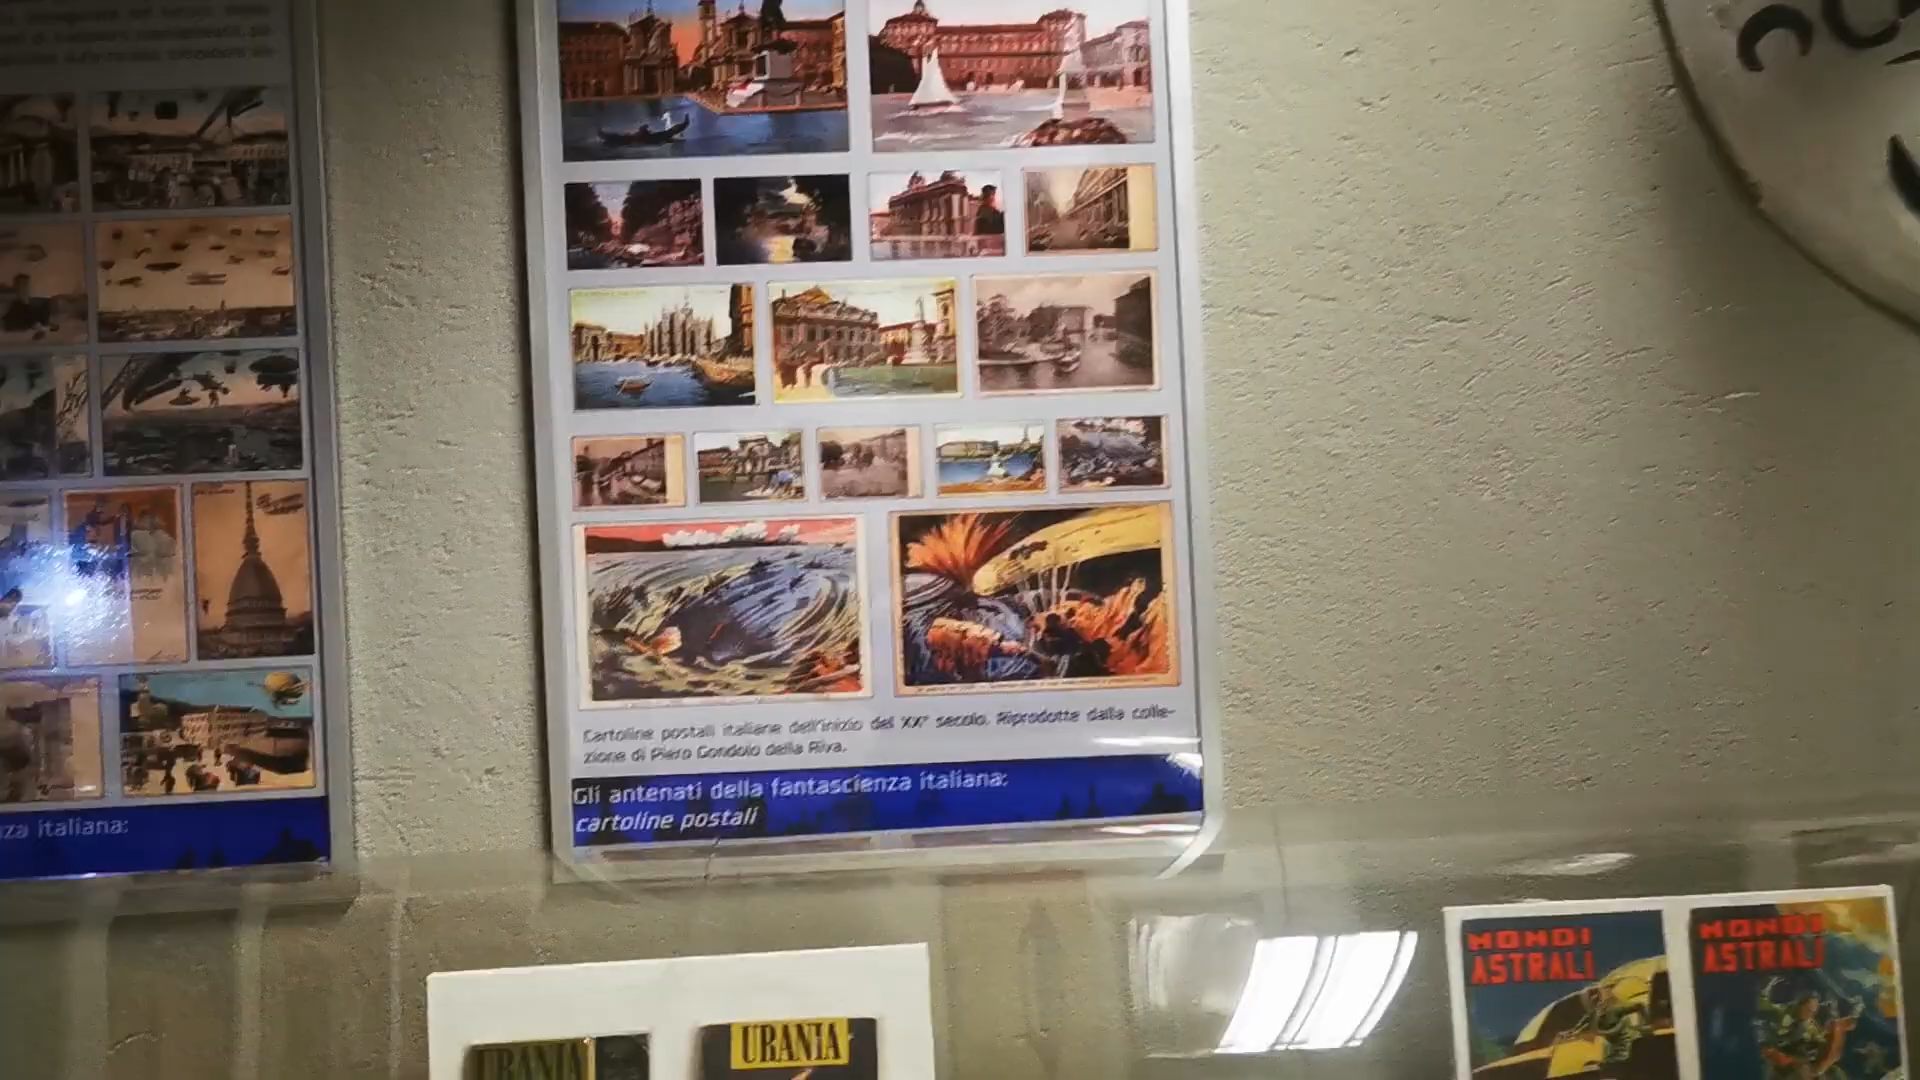 Cartoline postali italiane dell'inizio del XX° secolo. Riprodotte dalla colle-
zione di Piero Gondolo della Riva.
Gli antenati della fantascienza italiana:
cartoline postali
za italiana:
URANIA
URANIA
MONDI
ASTRALI
MONDI
ASTRALI